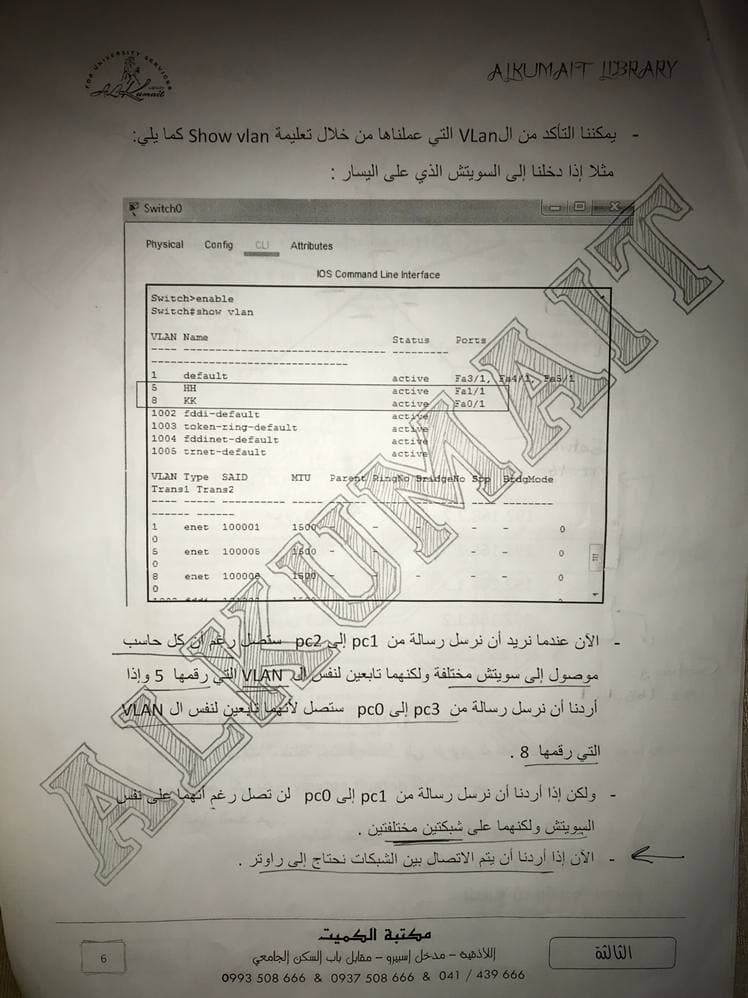 FOR UNIVERSITY SERVICES
ALKumait
ALKUMAIT LIBRARY
- يمكننا التأكد من الVLan التي عملناها من خلال تعليمة Show vlan كما يلي:
مثلا إذا دخلنا إلى السويتش الذي على اليسار :
Switch0
Physical Config CLI Attributes
IOS Command Line Interface
Switch>enable
Switch#show vlan
VLAN Name Status Ports
---- -------------------------------- --------- -------------------------------
1 default active Fa3/1, Fa4/1, Fa5/1
5 HH active Fa1/1
8 KK active Fa0/1
1002 fddi-default active
1003 token-ring-default active
1004 fddinet-default active
1005 trnet-default active
VLAN Type SAID MTU Parent RingNo BridgeNo Stp BrdgMode
Trans1 Trans2
---- ----- ---------- ----- ------ ------ -------- ---- --------
------ ------
1 enet 100001 1500 - - - - - 0
0
5 enet 100005 1500 - - - - - 0
0
8 enet 100008 1500 - - - - - 0
0
- الآن عندما نريد أن نرسل رسالة من pc1 إلى pc2 ستصل رغم أن كل حاسب
موصول إلى سويتش مختلفة ولكنهما تابعين لنفس ال VLAN التي رقمها 5 وإذا
أردنا أن نرسل رسالة من pc3 إلى pc0 ستصل لأنهما تابعين لنفس ال VLAN
التي رقمها 8 .
- ولكن إذا أردنا أن نرسل رسالة من pc1 إلى pc0 لن تصل رغم أنهما على نفس
السويتش ولكنهما على شبكتين مختلفتين .
- الآن إذا أردنا أن يتم الاتصال بين الشبكات نحتاج إلى راوتر .
ALKUMAIT
مكتبة الكميت
الثالثة
اللاذقية - مدخل اسبيرو - مقابل باب السكن الجامعي
6
0993 508 666 & 0937 508 666 & 041 / 439 666